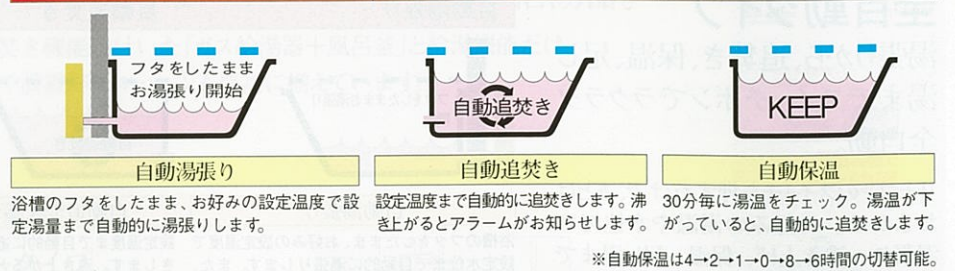 フタをしたまま
お湯張り開始
自動追焚き
KEEP
自動湯張り
浴槽のフタをしたまま、お好みの設定温度で設
定湯量まで自動的に湯張りします。
自動追焚き
設定温度まで自動的に追焚きします。沸
き上がるとアラームがお知らせします。
自動保温
30分毎に湯温をチェック。湯温が下
がっていると、自動的に追焚きします。
※自動保温は4→2→1→0→8→6時間の切替可能。